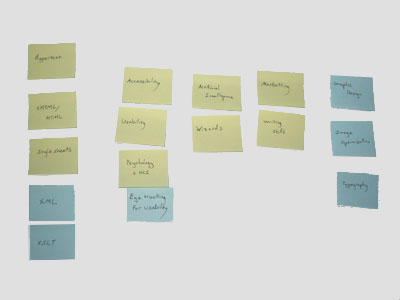 Hypertext
XHTML/
HTML
Style sheets
XML
XSLT
Accessibility
Usability
Psychology
& HCI
Eye tracking
for usability
Artificial
Intelligence
Wizards
Marketing
Writing
skills
Graphic
Design
Image
Optimisation
Typography